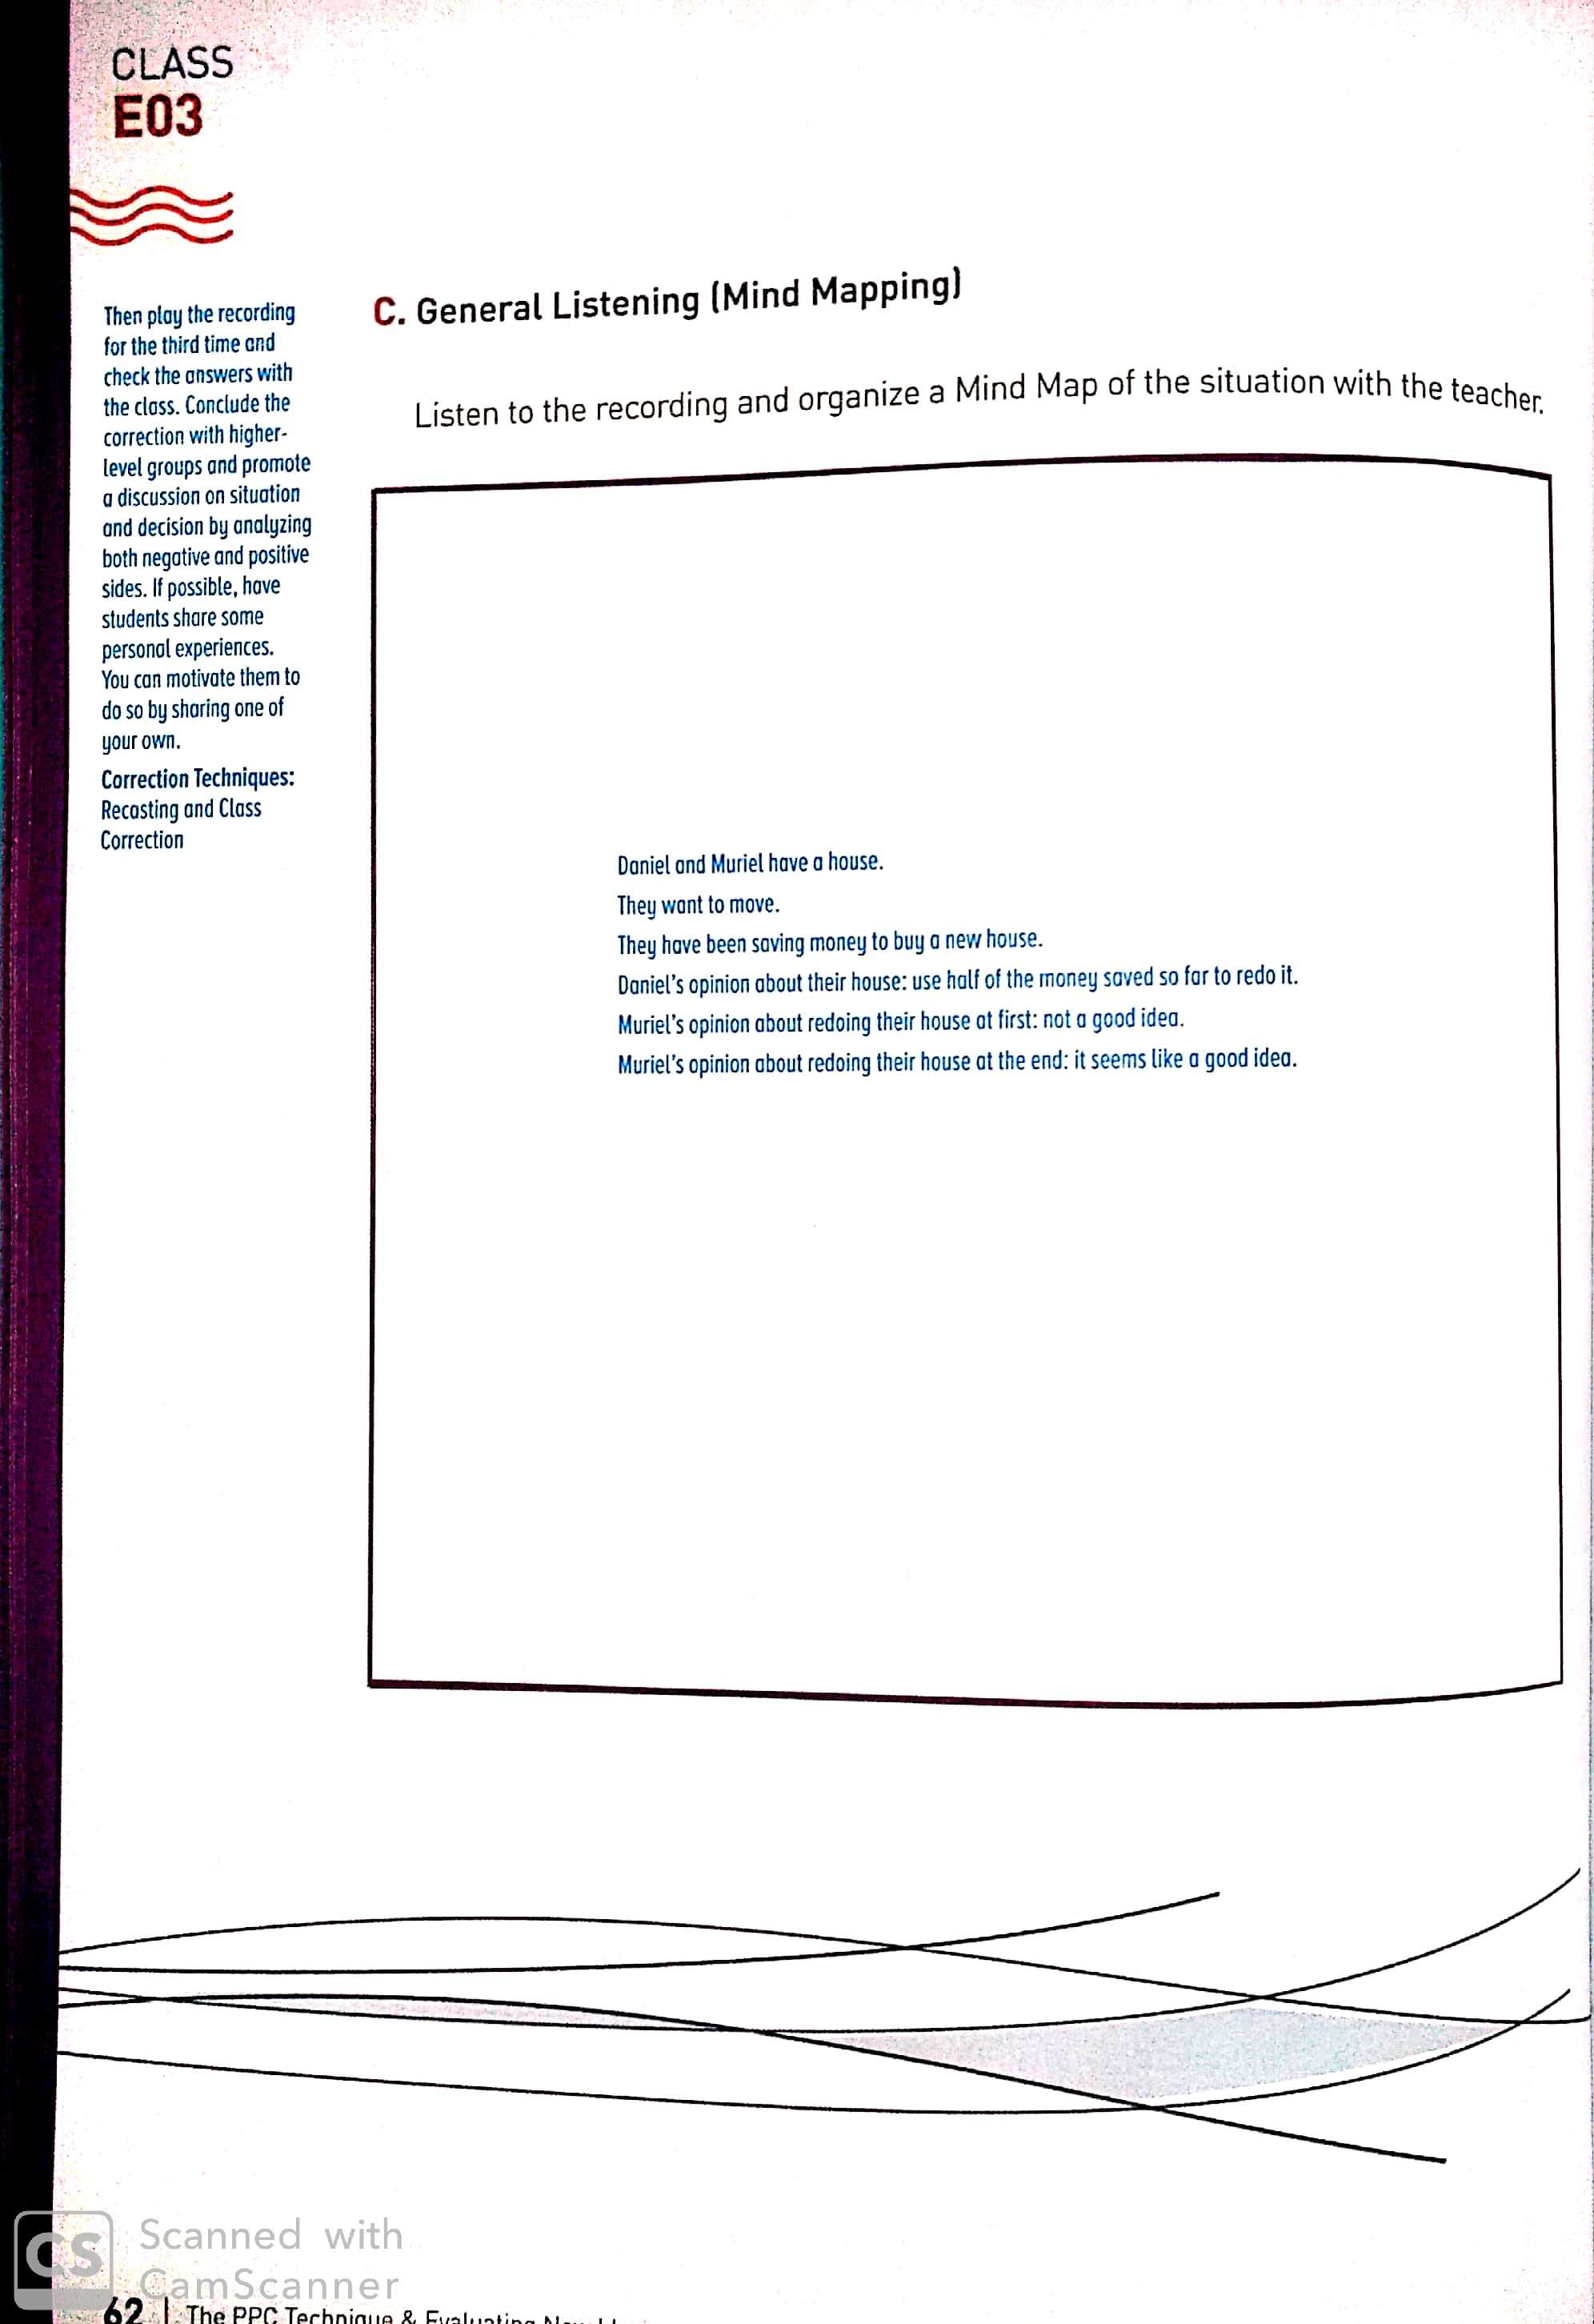 CLASS
E03
Then play the recording
for the third time and
check the answers with
the class. Conclude the
correction with higher-
level groups and promote
a discussion on situation
and decision by analyzing
both negative and positive
sides. If possible, have
students share some
personal experiences.
You can motivate them to
do so by sharing one of
your own.
Correction Techniques:
Recasting and Class
Correction
C. General Listening (Mind Mapping)
Listen to the recording and organize a Mind Map of the situation with the teacher.
Daniel and Muriel have a house.
They want to move.
They have been saving money to buy a new house.
Daniel's opinion about their house: use half of the money saved so far to redo it.
Muriel's opinion about redoing their house at first: not a good idea.
Muriel's opinion about redoing their house at the end: it seems like a good idea.
CS Scanned with
CamScanner
62 | The PPC Technique & Evaluating